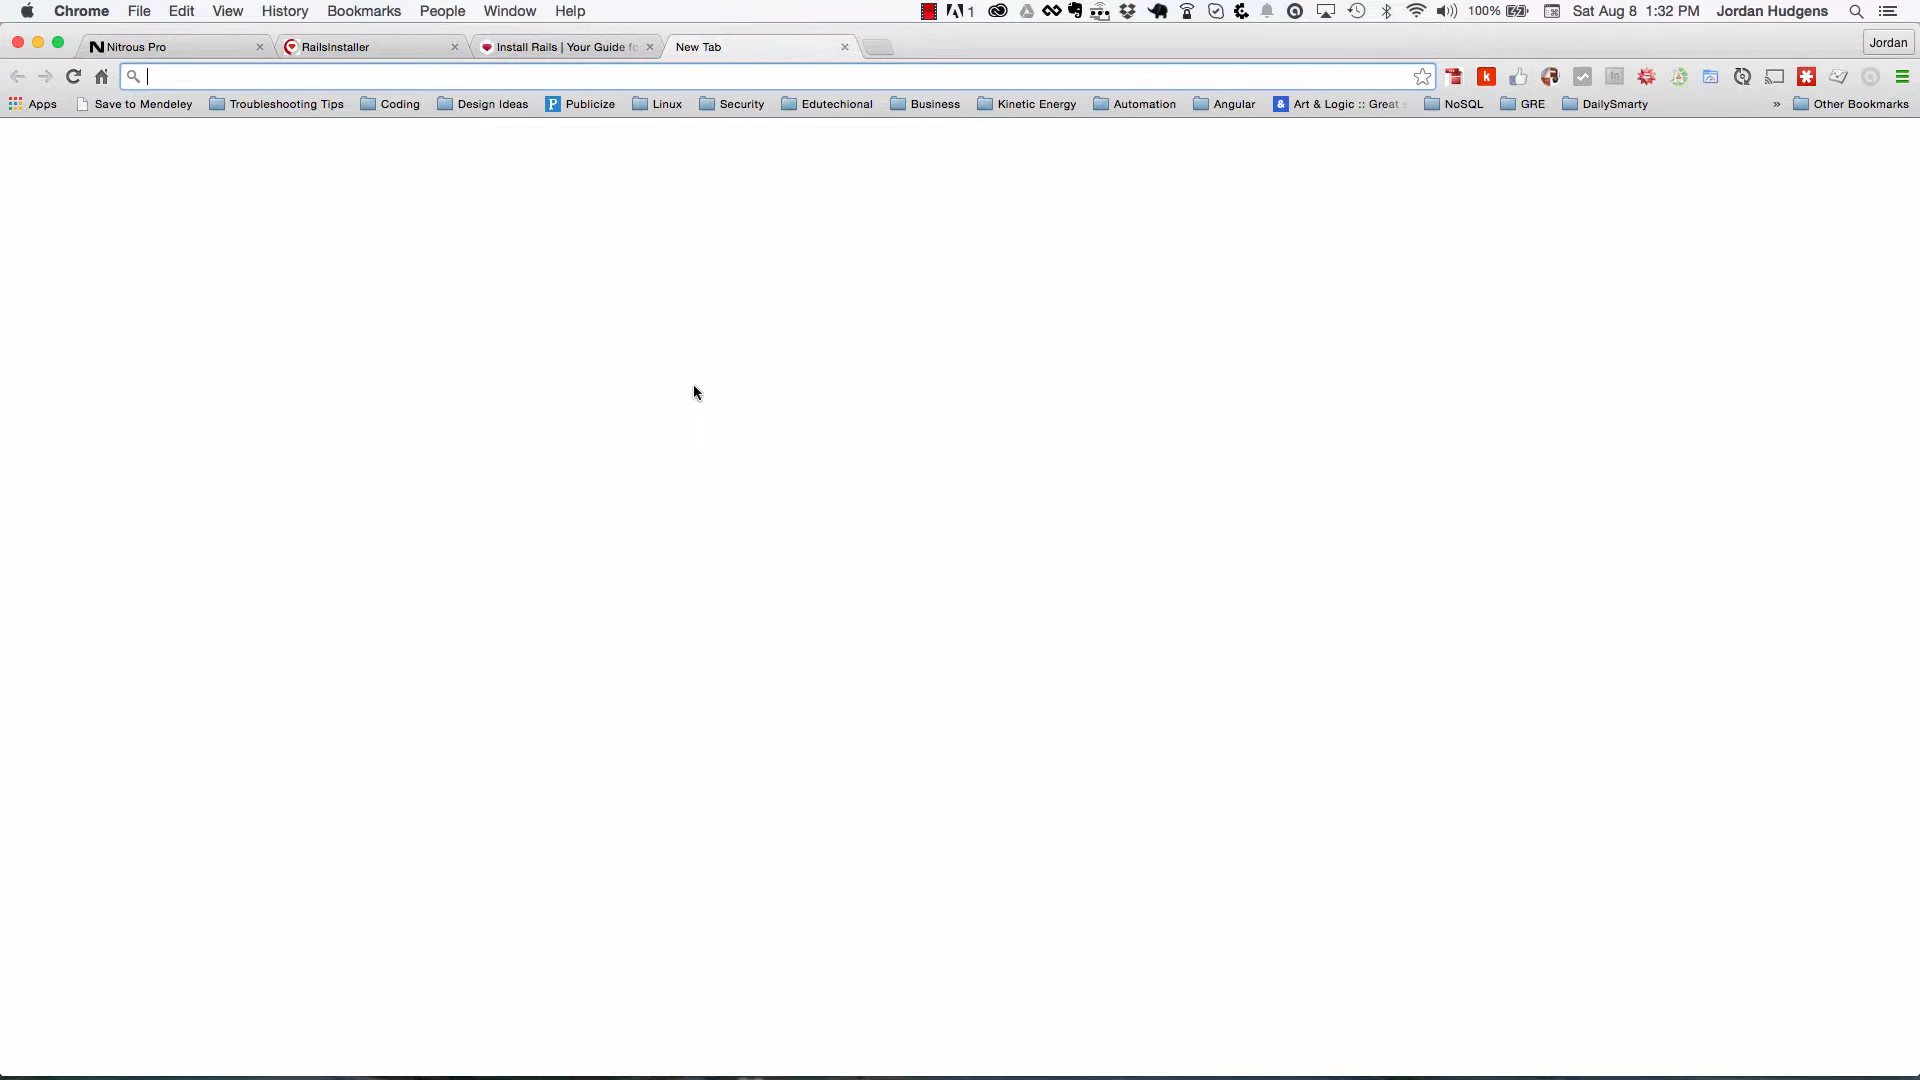 Chrome File Edit View History Bookmarks People Window Help 1 100% Sat Aug 8 1:32 PM Jordan Hudgens
Nitrous Pro RailsInstaller Install Rails | Your Guide fo New Tab Jordan
Apps Save to Mendeley Troubleshooting Tips Coding Design Ideas Publicize Linux Security Edutechional Business Kinetic Energy Automation Angular Art & Logic :: Great NoSQL GRE DailySmarty » Other Bookmarks